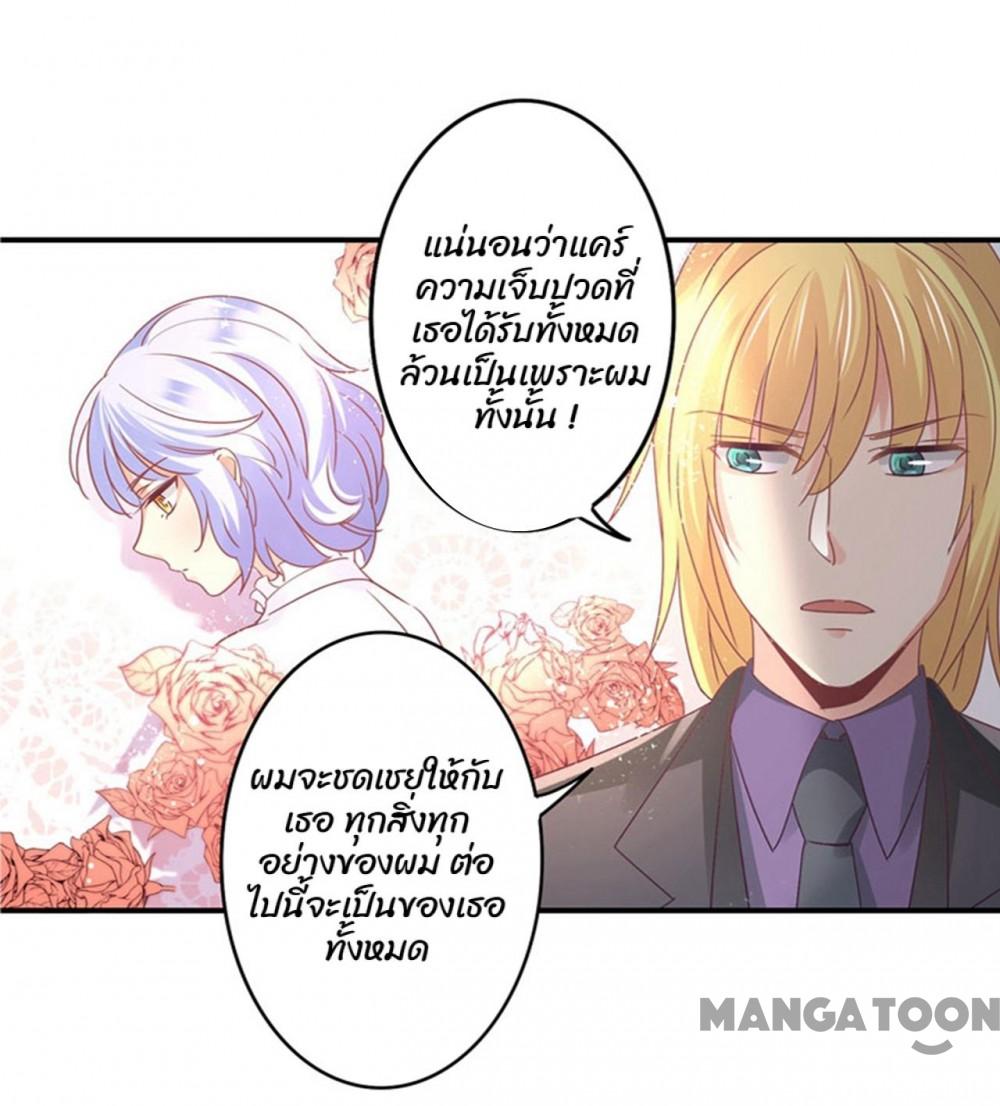 แน่นอนว่าแคร์
ความเจ็บปวดที่
เธอได้รับทั้งหมด
ล้วนเป็นเพราะผม
ทั้งนั้น !
ผมจะชดเชยให้กับ
เธอ ทุกสิ่งทุก
อย่างของผม ต่อ
ไปนี้จะเป็นของเธอ
ทั้งหมด
MANGATOON